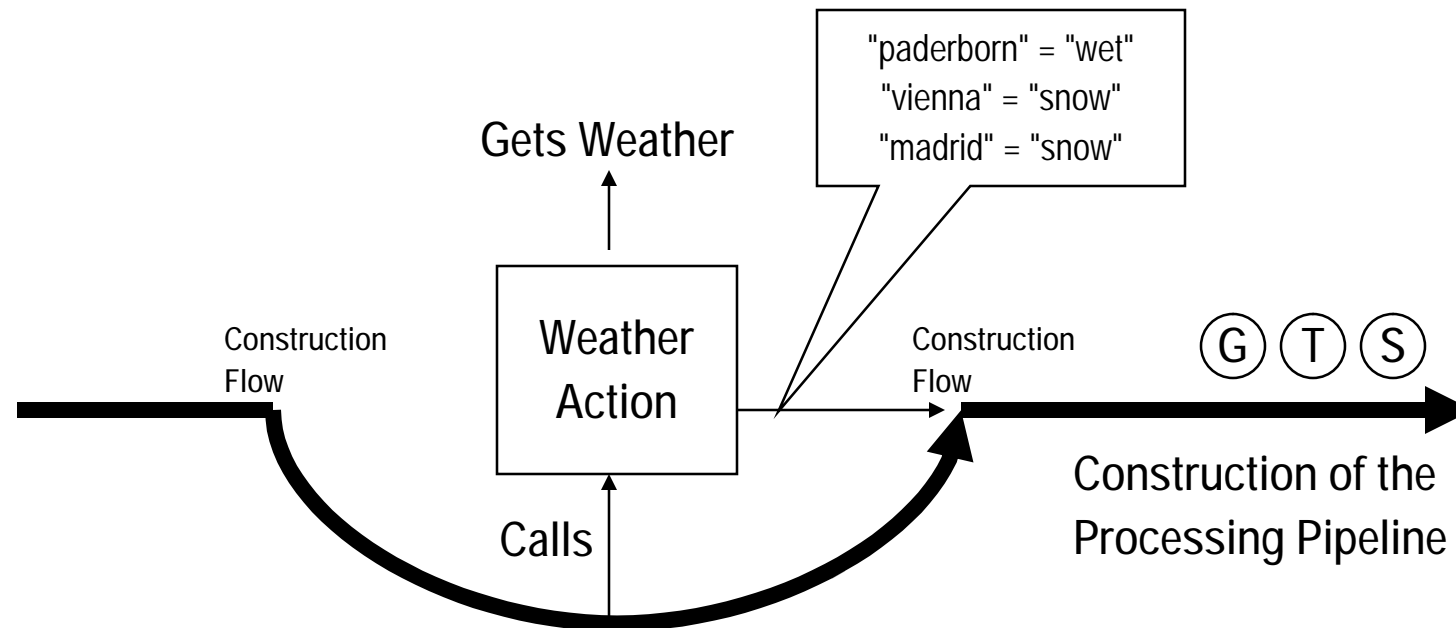 "paderborn" = "wet"
"vienna" = "snow"
"madrid" = "snow"
Gets Weather
Construction
Flow
Weather
Action
Calls
Construction
Flow
G T S
Construction of the
Processing Pipeline